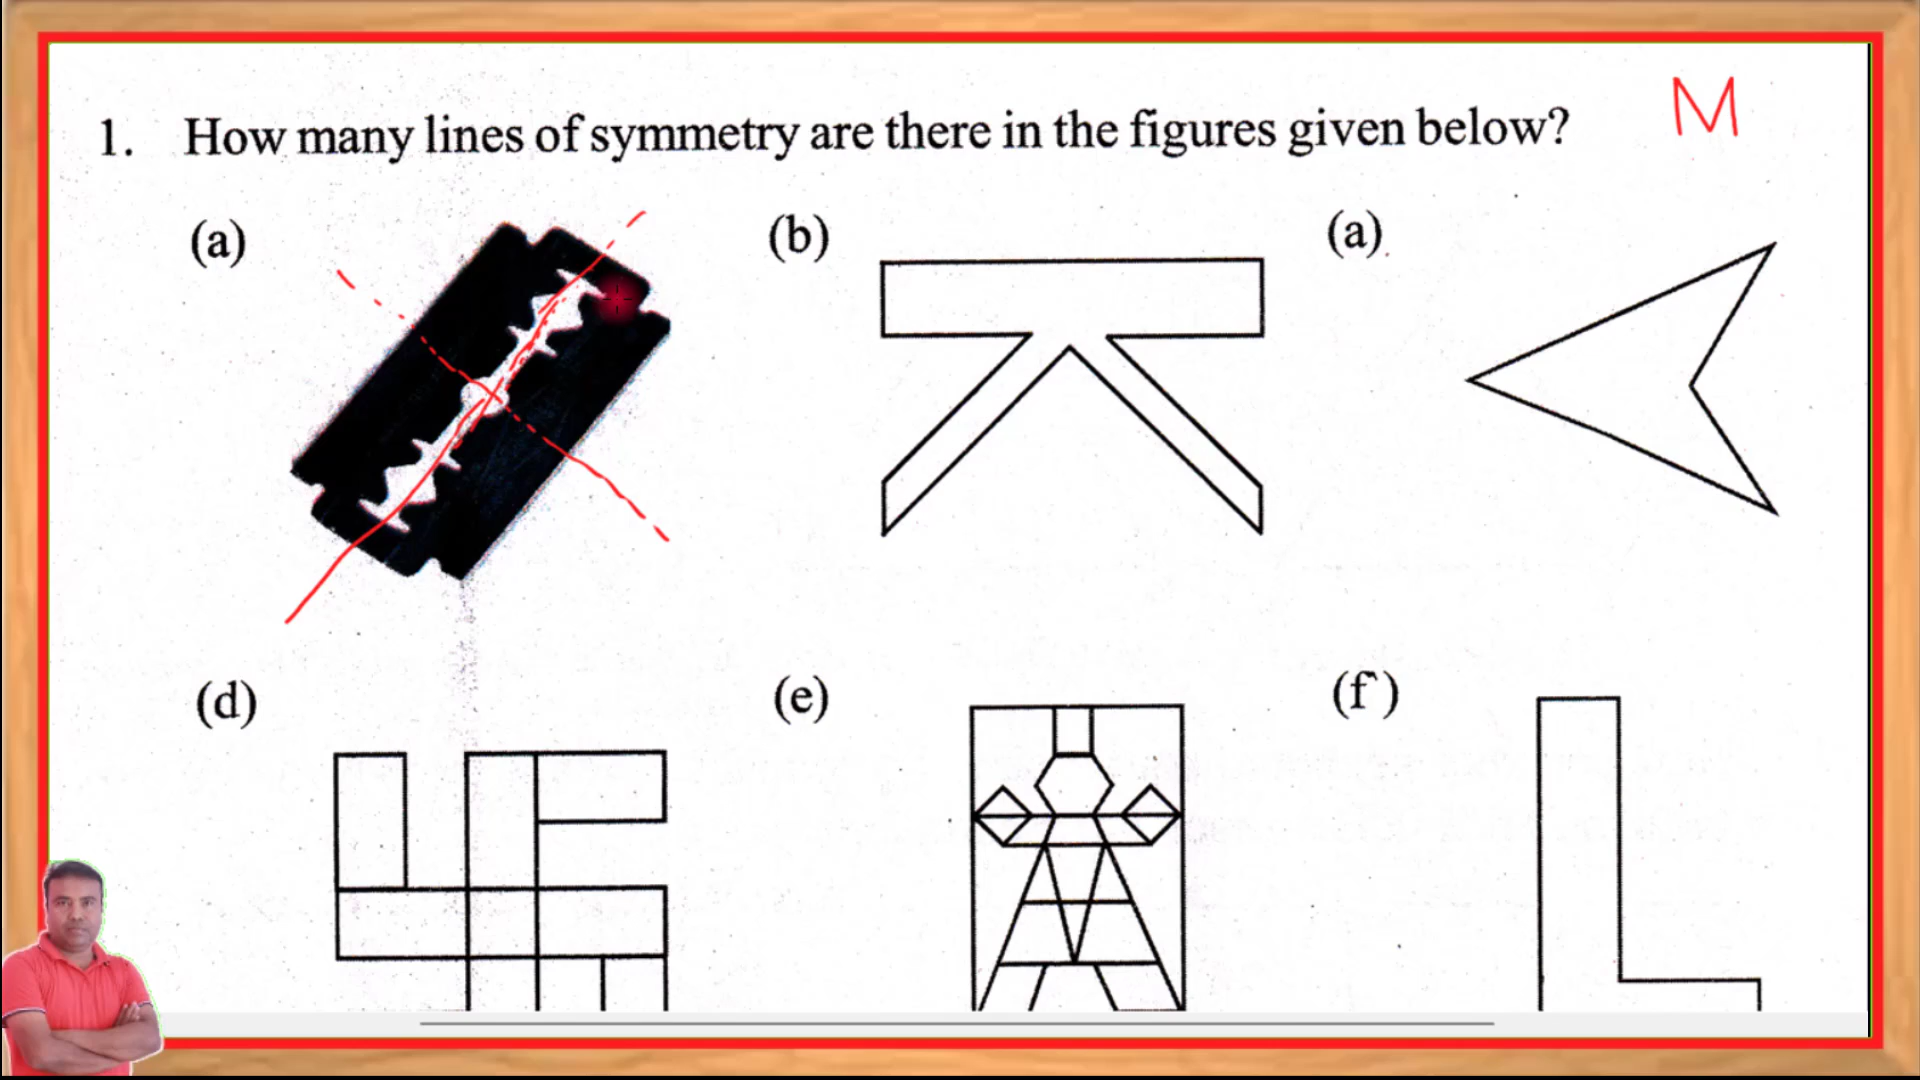 M
1. How many lines of symmetry are there in the figures given below?
(a) (b) (a)
(d) (e) (f)